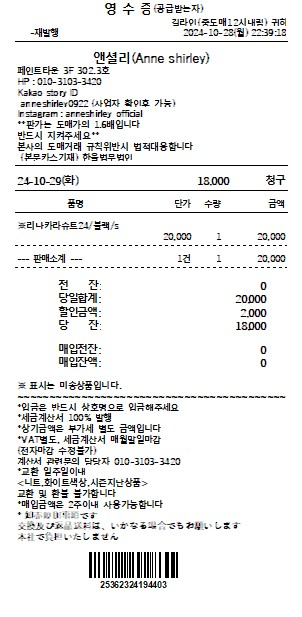 영 수 증(공급받는자)
김라인(중도매12시내림) 귀하
-재발행 2024-10-28(월) 22:39:18
앤셜리(Anne shirley)
페인트타운 3F 302.3호
HP : 010-3103-3420
Kakao story ID
anneshirley0922 (사업자 확인호 가능)
Instagram : anneshirley_official
**판가는 도매가의 1.6배입니다
반드시 지켜주세요**
본사의 도매거래 규칙위반시 법적대응합니다
(본문카스기재) 한울법무법인
24-10-29(화) 18,000 청구
품명 단가 수량 금액
※리나카라슈트24/블랙/s
20,000 1 20,000
--- 판매소계 --- 1건 1 20,000
전 잔: 0
당일합계: 20,000
할인금액: 2,000
당 잔: 18,000
매입전잔: 0
매입잔액: 0
※ 표시는 미송상품입니다.
*입금은 반드시 상호명으로 입금해주세요
*세금계산서 100% 발행
*상기금액은 부가세 별도 금액입니다
*VAT별도, 세금계산서 매월말일마감
(전자마감 수정불가)
계산서 관련문의 담당자 010-3103-3420
*교환 일주일이내
<니트,화이트색상,시즌지난상품>
교환 및 환불 불가합니다
*매입금액은 2주이내 사용가능합니다
です
交換及び は、いかなる場合でもお願いします
本社で負担いたしません
25362324194403